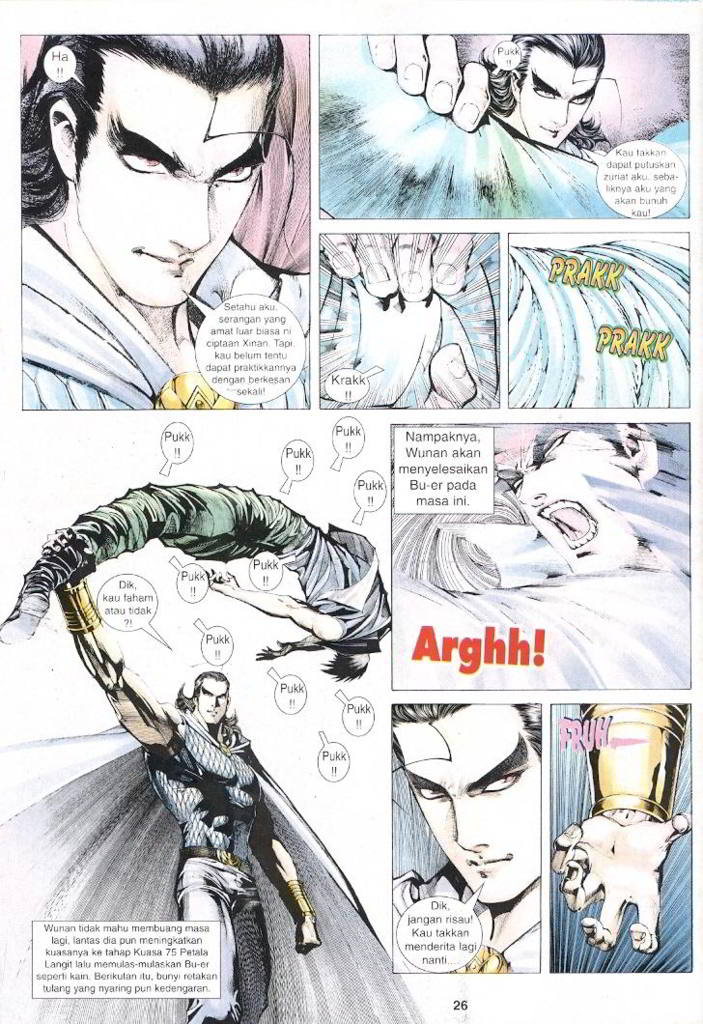 Ha
!!
Setahu aku,
serangan yang
amat luar biasa ni
ciptaan Xinan. Tapi,
kau belum tentu
dapat praktikkannya
dengan berkesan
sekali!
Pukk
!!
Kau takkan
dapat putuskan
zuriat aku, seba-
liknya aku yang
akan bunuh
kau!
Krakk
!!
PRAKK
PRAKK
Pukk
!!
Pukk
!!
Pukk
!!
Pukk
!!
Pukk
!!
Pukk
!!
Dik,
kau faham
atau tidak
?!
Pukk
!!
Pukk
!!
Pukk
!!
Pukk
!!
Wunan tidak mahu membuang masa
lagi, lantas dia pun meningkatkan
kuasanya ke tahap Kuasa 75 Petala
Langit lalu memulas-mulaskan Bu-er
seperti kain. Berikutan itu, bunyi retakan
tulang yang nyaring pun kedengaran.
Nampaknya,
Wunan akan
menyelesaikan
Bu-er pada
masa ini.
Arghh!
Dik,
jangan risau!
Kau takkan
menderita lagi
nanti....
FRUH
26